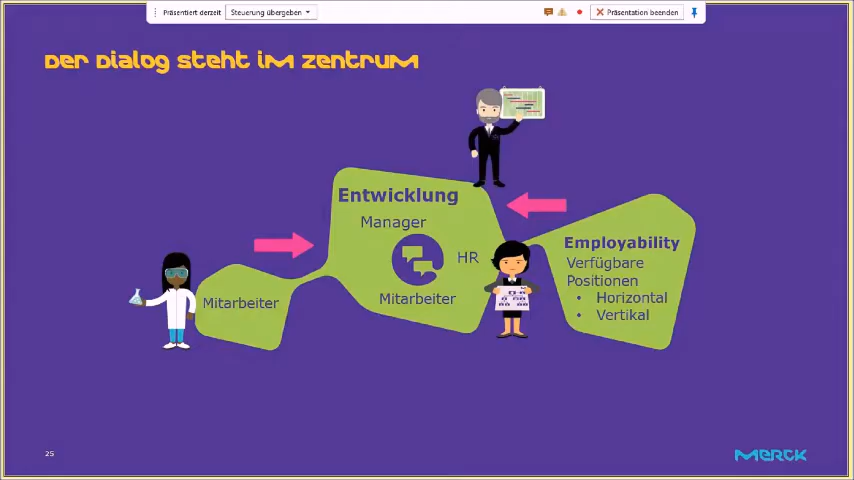 Präsentiert derzeit
Steuerung übergeben
Präsentation beenden
Der Dialog steht im Zentrum
Entwicklung
Manager
HR
Mitarbeiter
Mitarbeiter
Employability
Verfügbare
Positionen
• Horizontal
• Vertikal
25
MERCK